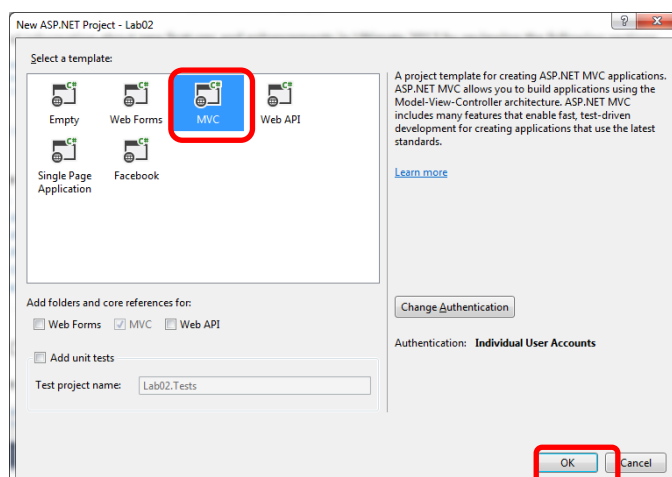 New ASP.NET Project - Lab02
Select a template:
C#
C#
C#
C#
Empty
Web Forms
MVC
Web API
C#
C#
Single Page
Application
Facebook
A project template for creating ASP.NET MVC applications.
ASP.NET MVC allows you to build applications using the
Model-View-Controller architecture. ASP.NET MVC
includes many features that enable fast, test-driven
development for creating applications that use the latest
standards.
Learn more
Add folders and core references for:
Web Forms
MVC
Web API
Add unit tests
Test project name:
Lab02.Tests
Change Authentication
Authentication: Individual User Accounts
OK
Cancel